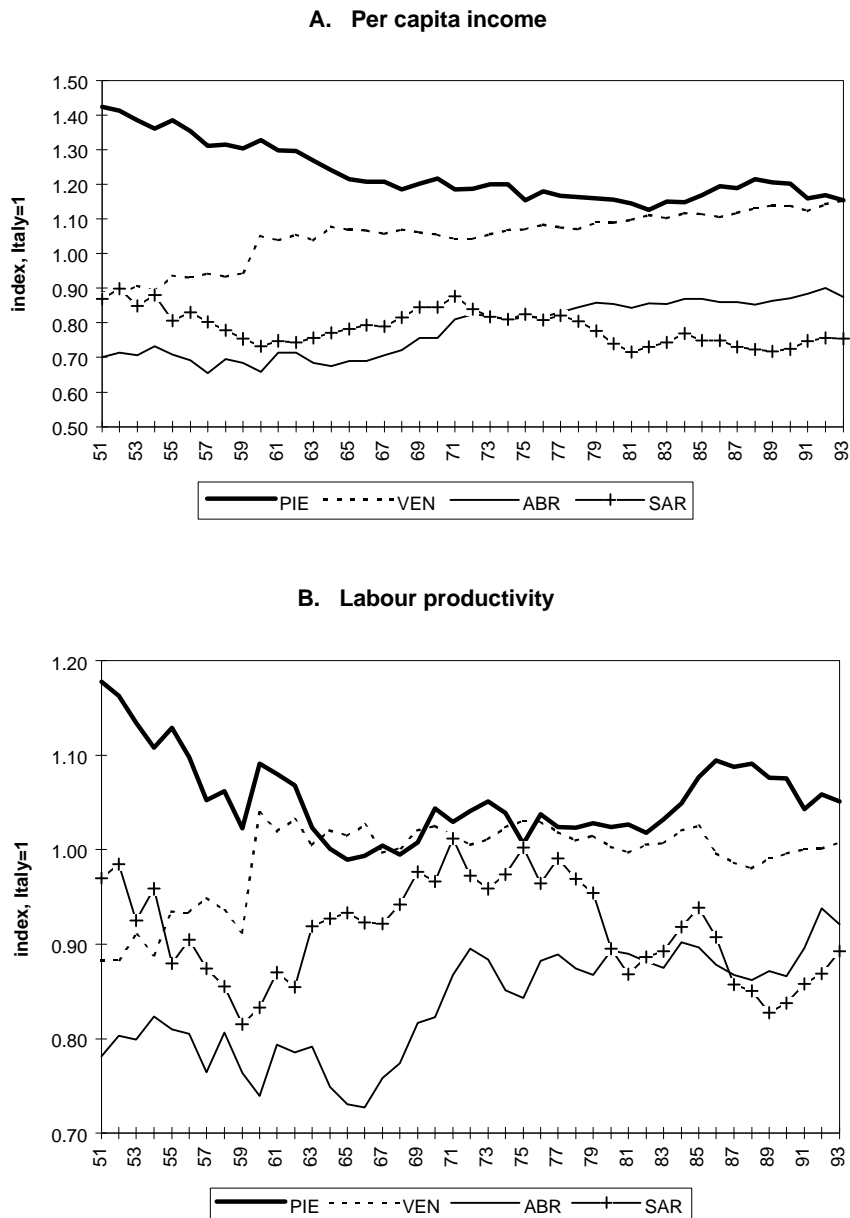 A. Per capita income
index, Italy=1
1.50
1.40
1.30
1.20
1.10
1.00
0.90
0.80
0.70
0.60
0.50
51 53 55 57 59 61 63 65 67 69 71 73 75 77 79 81 83 85 87 89 91 93
PIE VEN ABR SAR
B. Labour productivity
index, Italy=1
1.20
1.10
1.00
0.90
0.80
0.70
51 53 55 57 59 61 63 65 67 69 71 73 75 77 79 81 83 85 87 89 91 93
PIE VEN ABR SAR